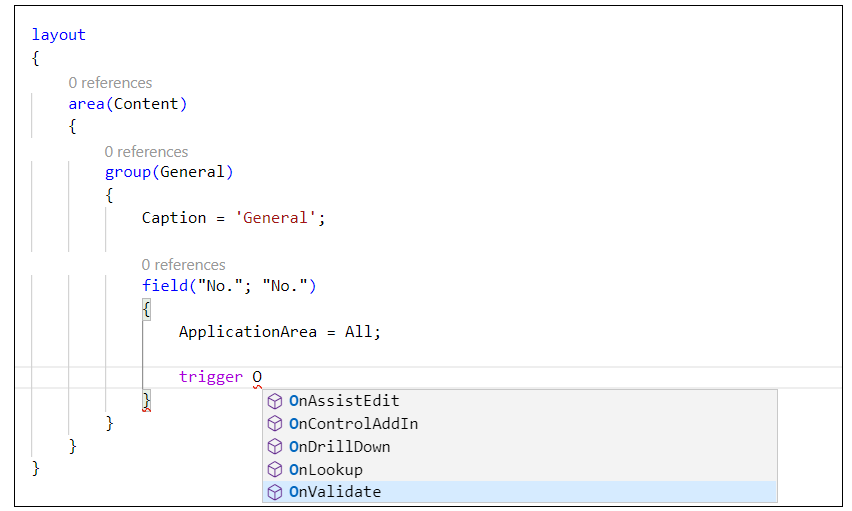 layout
{
0 references
area(Content)
{
0 references
group(General)
{
Caption = 'General';
0 references
field("No."; "No.")
{
ApplicationArea = All;
trigger O
}
OnAssistEdit
OnControlAddIn
}
OnDrillDown
}
OnLookup
}
OnValidate